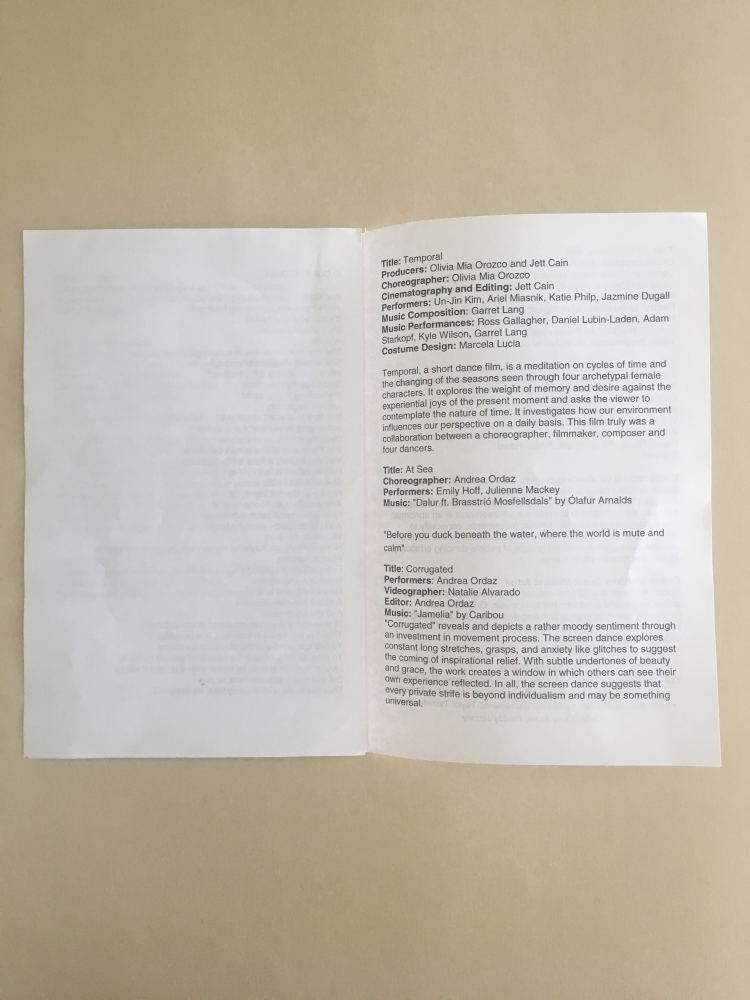 Title: Temporal
Producers: Olivia Mia Orozco and Jett Cain
Choreographer: Olivia Mia Orozco
Cinematography and Editing: Jett Cain
Performers: Un-Jin Kim, Ariel Miasnik, Katie Philp, Jazmine Dugall
Music Composition: Garret Lang
Music Performances: Ross Gallagher, Daniel Lubin-Laden, Adam
Starkopf, Kyle Wilson, Garret Lang
Costume Design: Marcela Lucia
Temporal, a short dance film, is a meditation on cycles of time and
the changing of the seasons seen through four archetypal female
characters. It explores the weight of memory and desire against the
experiential joys of the present moment and asks the viewer to
contemplate the nature of time. It investigates how our environment
influences our perspective on a daily basis. This film truly was a
collaboration between a choreographer, filmmaker, composer and
four dancers.
Title: At Sea
Choreographer: Andrea Ordaz
Performers: Emily Hoff, Julienne Mackey
Music: "Dalur ft. Brasstrió Mosfellsdals" by Ólafur Arnalds
"Before you duck beneath the water, where the world is mute and
calm"
Title: Corrugated
Performers: Andrea Ordaz
Videographer: Natalie Alvarado
Editor: Andrea Ordaz
Music: "Jamelia" by Caribou
"Corrugated" reveals and depicts a rather moody sentiment through
an investment in movement process. The screen dance explores
constant long stretches, grasps, and anxiety like glitches to suggest
the coming of inspirational relief. With subtle undertones of beauty
and grace, the work creates a window in which others can see their
own experience reflected. In all, the screen dance suggests that
every private strife is beyond individualism and may be something
universal.